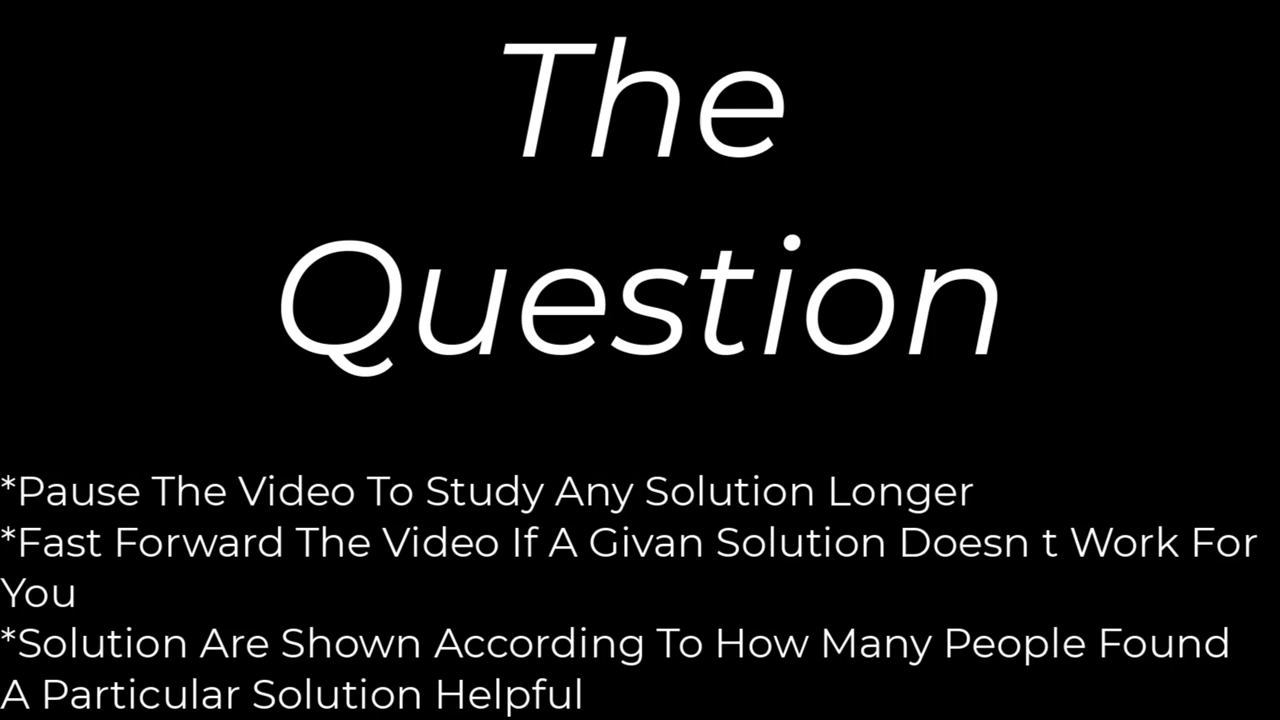 The
Question
*Pause The Video To Study Any Solution Longer
*Fast Forward The Video If A Givan Solution Doesn t Work For
You
*Solution Are Shown According To How Many People Found
A Particular Solution Helpful